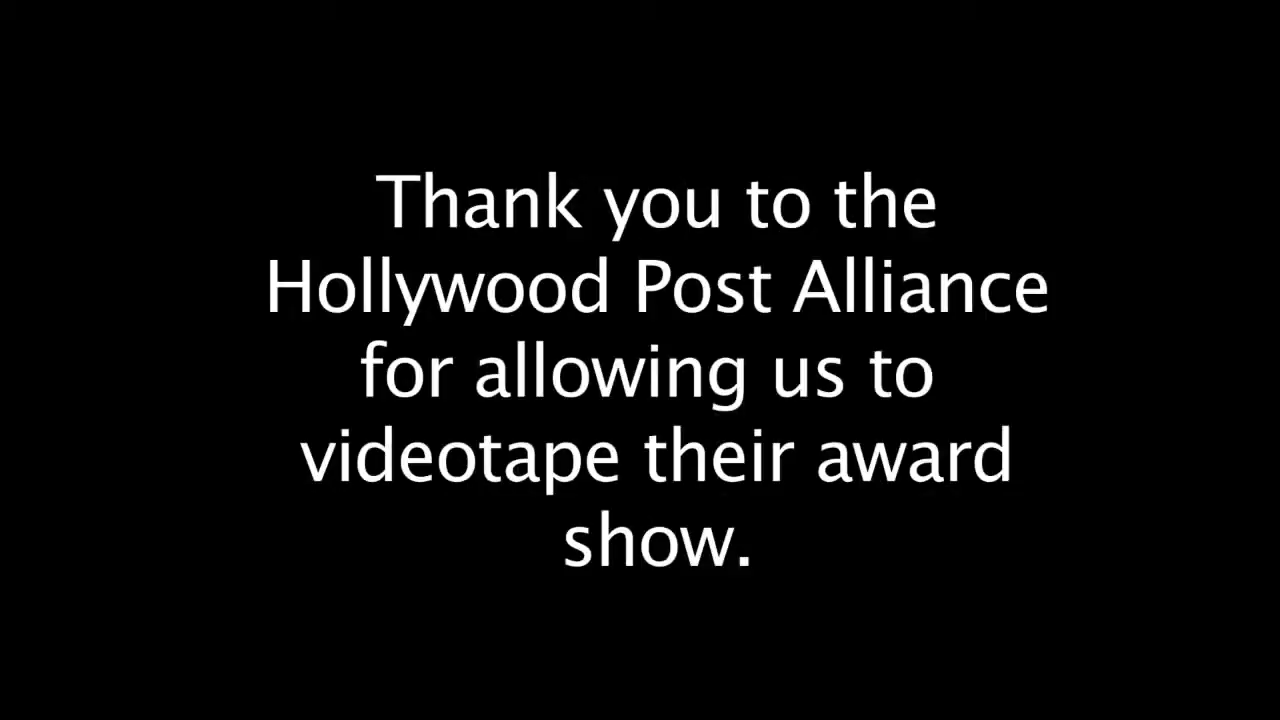 Thank you to the
Hollywood Post Alliance
for allowing us to
videotape their award
show.